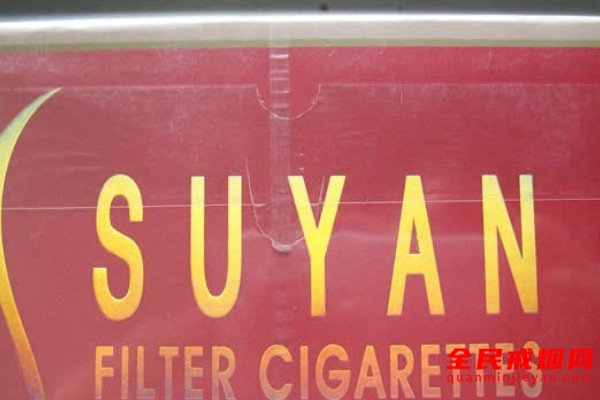 SUYAN
FILTER CIGARETTES
全民戒烟网
quanminjieyan.com